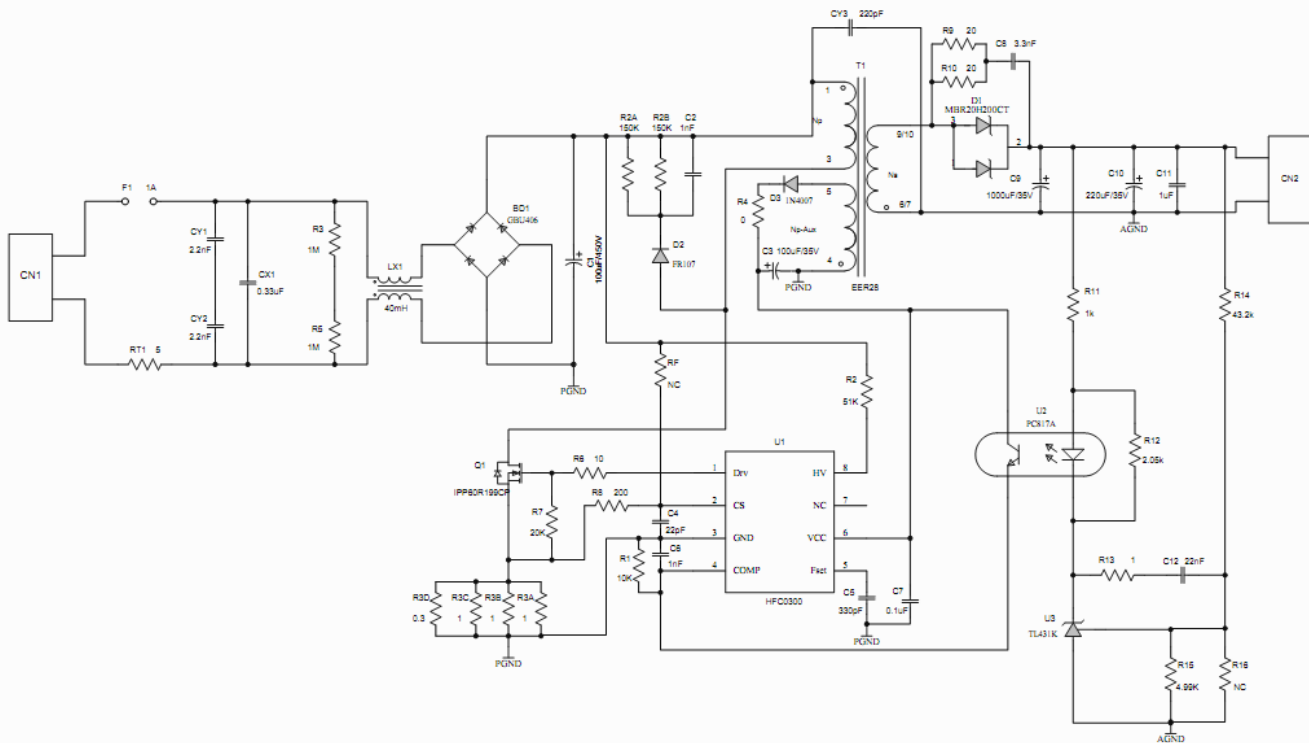 CY3 220pF
R9 20
C8 3.3nF
R10 20
T1
D1
MBR20H200CT
R2A
150K
R2B
150K
C2
1nF
1
Np
3
9/10
Ns
6/7
3
2
C9
1000uF/35V
C10
220uF/35V
C11
1uF
CN2
AGND
F1 1A
BD1
GBU406
C1
100uF/450V
R4
0
D3
1N4007
5
Np-Aux
4
C3 100uF/35V
PGND
EER28
D2
FR107
CN1
CY1
2.2nF
CX1
0.33uF
R3
1M
LX1
40mH
CY2
2.2nF
R5
1M
RT1 5
PGND
R11
1k
R14
43.2k
RF
NC
R2
51K
U2
PC817A
R12
2.05k
U1
Q1
IPP60R199CP
R6 10
R8 200
R7
20K
1 Drv
2 CS
3 GND
4 COMP
HV 8
NC 7
VCC 6
Fset 5
HFC0300
C4
22pF
C6
1nF
R1
10K
C5
330pF
C7
0.1uF
PGND
R3D
0.3
R3C
1
R3B
1
R3A
1
PGND
R13 1
C12 22nF
U3
TL431K
R15
4.99K
R16
NC
AGND